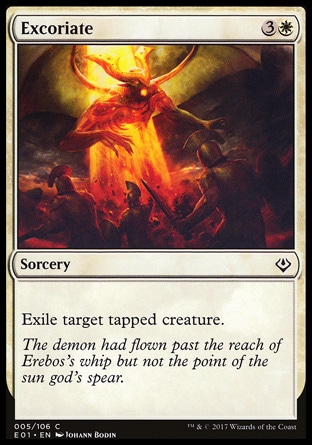 Excoriate 3
Sorcery
Exile target tapped creature.
The demon had flown past the reach of
Erebos's whip but not the point of the
sun god's spear.
005/106 C
E01 • EN Johann Bodin
™ & © 2017 Wizards of the Coast